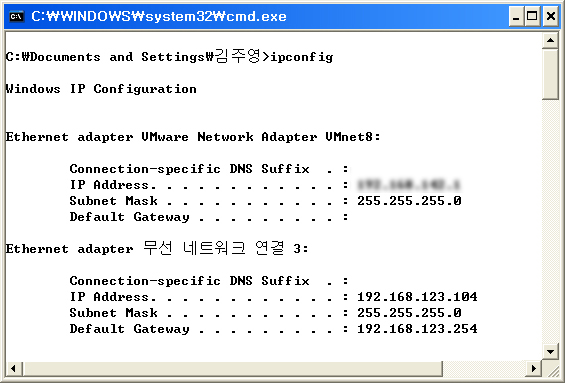 C:₩WINDOWS₩system32₩cmd.exe
C:₩Documents and Settings₩김주영>ipconfig
Windows IP Configuration
Ethernet adapter VMware Network Adapter VMnet8:
Connection-specific DNS Suffix  . :
IP Address. . . . . . . . . . . . :
Subnet Mask . . . . . . . . . . . : 255.255.255.0
Default Gateway . . . . . . . . . :
Ethernet adapter 무선 네트워크 연결 3:
Connection-specific DNS Suffix  . :
IP Address. . . . . . . . . . . . : 192.168.123.104
Subnet Mask . . . . . . . . . . . : 255.255.255.0
Default Gateway . . . . . . . . . : 192.168.123.254